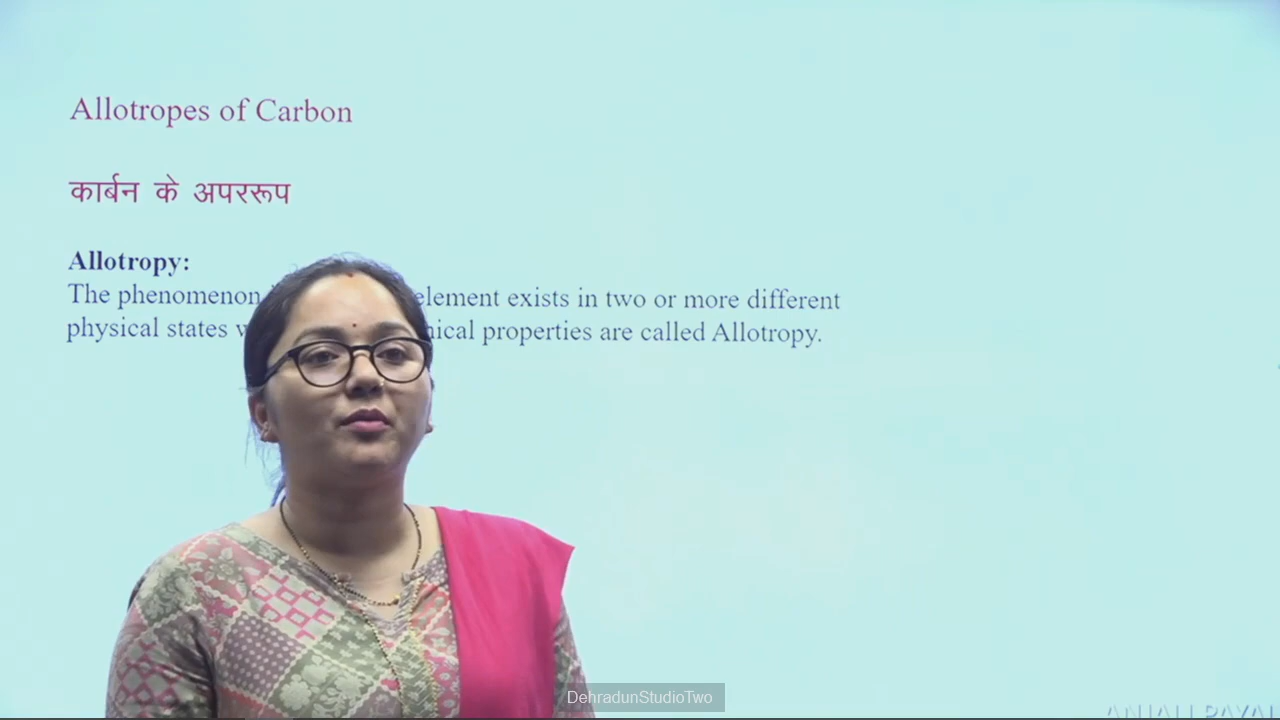 Allotropes of Carbon
कार्बन के अपररूप
Allotropy:
The phenomenon element exists in two or more different
physical states properties are called Allotropy.
DehradunStudioTwo